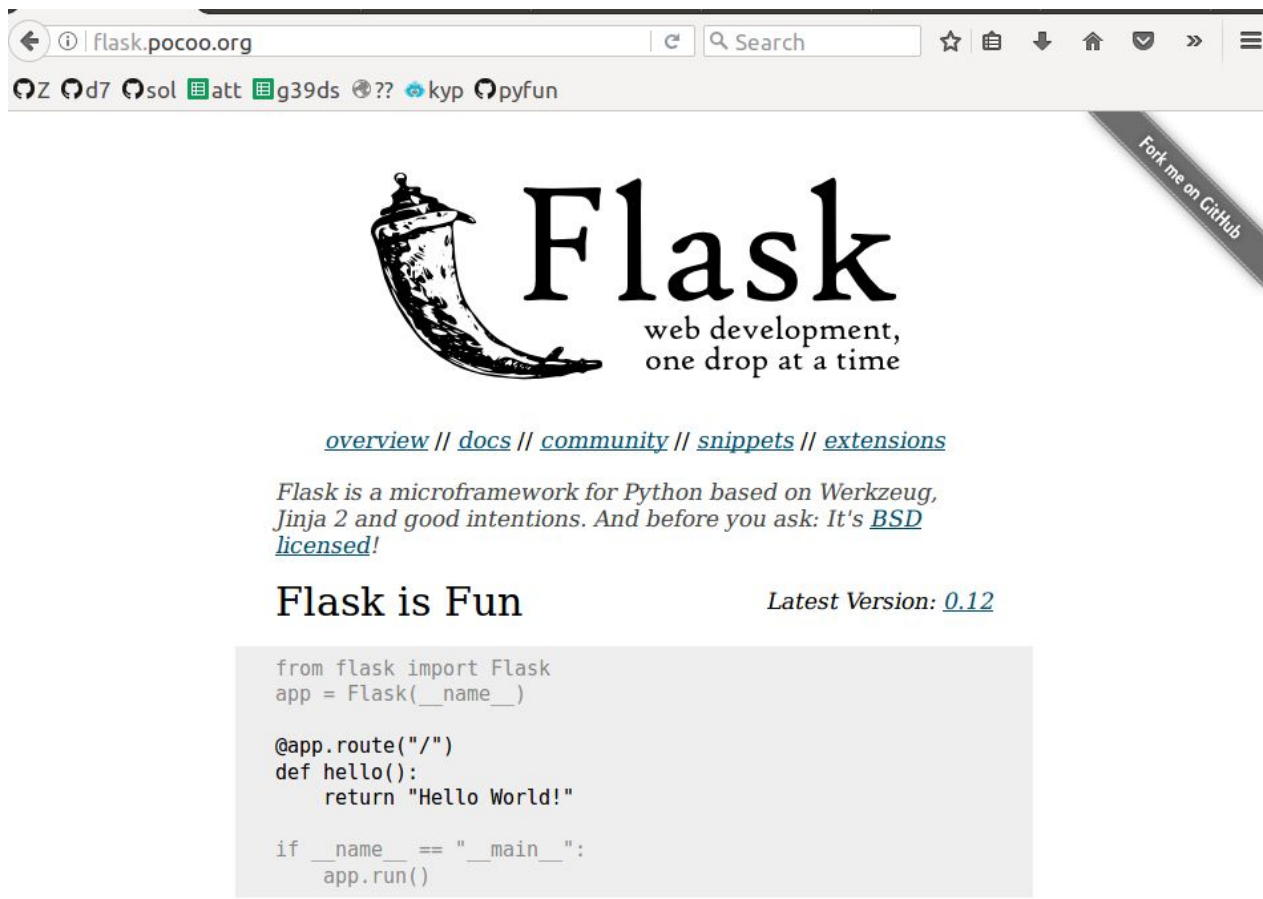 flask.pocoo.org Search
Z d7 sol att g39ds ?? kyp pyfun
Fork me on GitHub
Flask
web development,
one drop at a time
overview // docs // community // snippets // extensions
Flask is a microframework for Python based on Werkzeug,
Jinja 2 and good intentions. And before you ask: It's BSD
licensed!
Flask is Fun Latest Version: 0.12
from flask import Flask
app = Flask(__name__)
@app.route("/")
def hello():
    return "Hello World!"
if __name__ == "__main__":
    app.run()